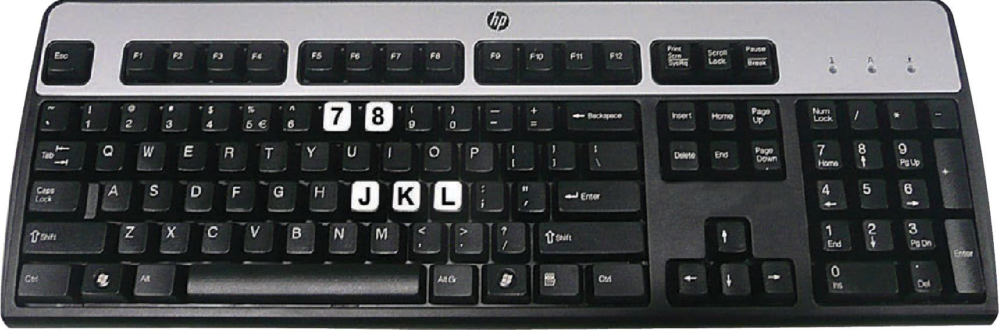 hp
Esc F1 F2 F3 F4 F5 F6 F7 F8 F9 F10 F11 F12 Print Scrn SysRq Scroll Lock Pause Break
~ ` ! 1 @ 2 # 3 $ 4 % 5 € ^ 6 7 8 ( 9 ) 0 — - + = Backspace Insert Home Page Up Num Lock / * -
Tab Q W E R T Y U I O P { [ } ] | \ Delete End Page Down 7 Home 8 ↑ 9 Pg Up +
Caps Lock A S D F G H J K L : ; " ' Enter 4 ← 5 6 →
⇧ Shift Z X C V B N M < , > . ? / ⇧ Shift ↑ 1 End 2 ↓ 3 Pg Dn Enter
Ctrl Alt Alt Gr Ctrl ← ↓ → 0 Ins . Del